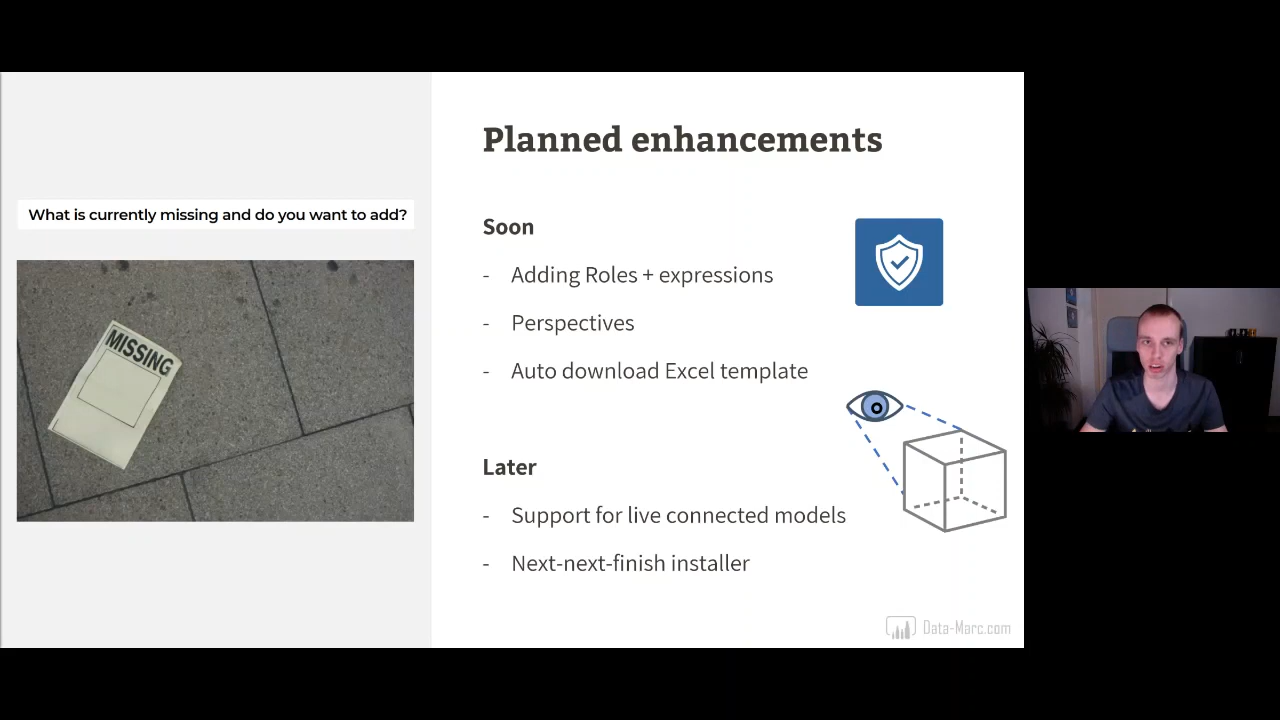 What is currently missing and do you want to add?
MISSING
Planned enhancements
Soon
- Adding Roles + expressions
- Perspectives
- Auto download Excel template
Later
- Support for live connected models
- Next-next-finish installer
Data-Marc.com